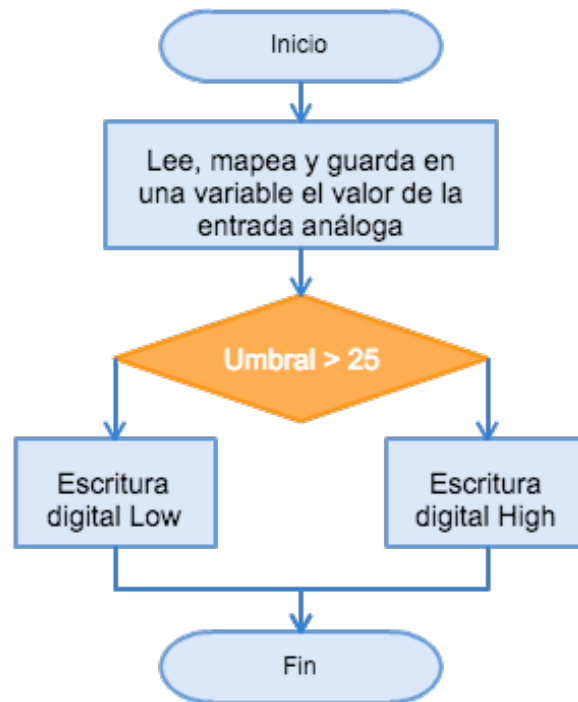 Inicio
Lee, mapea y guarda en
una variable el valor de la
entrada análoga
Umbral > 25
Escritura
digital Low
Escritura
digital High
Fin